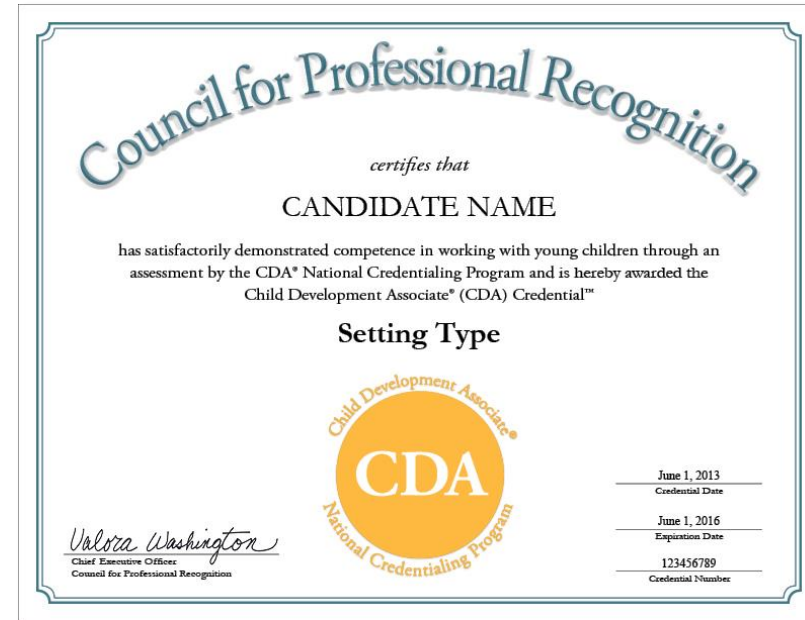 Council for Professional Recognition
certifies that
CANDIDATE NAME
has satisfactorily demonstrated competence in working with young children through an
assessment by the CDA® National Credentialing Program and is hereby awarded the
Child Development Associate® (CDA) Credential™
Setting Type
Child Development Associate®
CDA
National Credentialing Program
Valora Washington
Chief Executive Officer
Council for Professional Recognition
June 1, 2013
Credential Date
June 1, 2016
Expiration Date
123456789
Credential Number